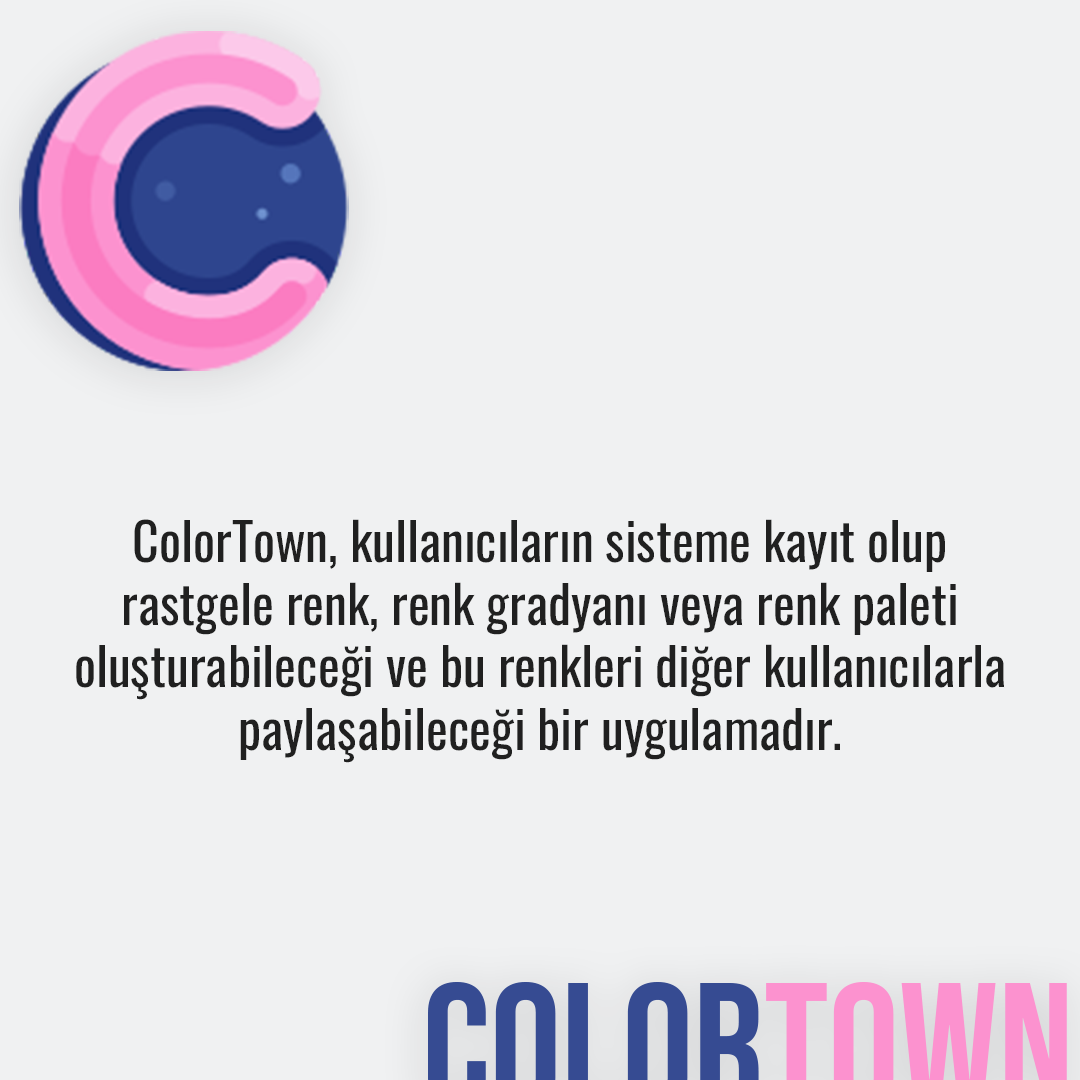 ColorTown, kullanıcıların sisteme kayıt olup
rastgele renk, renk gradyanı veya renk paleti
oluşturabileceği ve bu renkleri diğer kullanıcılarla
paylaşabileceği bir uygulamadır.
COLORTOWN